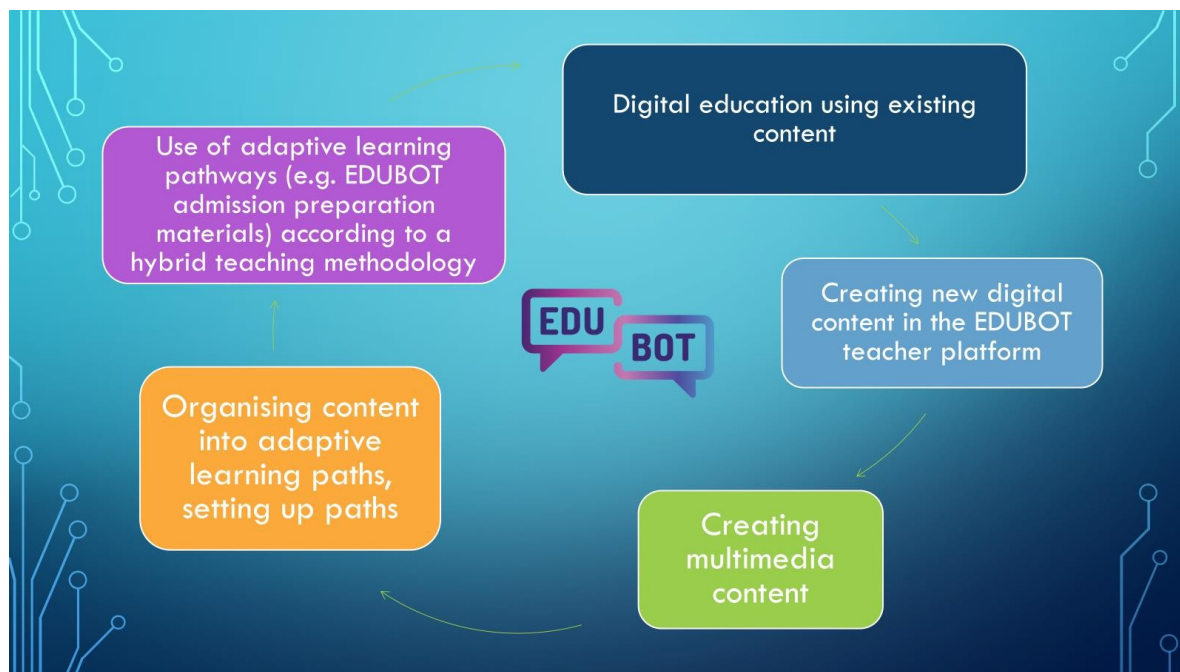 Digital education using existing
content
Creating new digital
content in the EDUBOT
teacher platform
Creating
multimedia
content
Organising content
into adaptive
learning paths,
setting up paths
Use of adaptive learning
pathways (e.g. EDUBOT
admission preparation
materials) according to a
hybrid teaching methodology
EDU
BOT